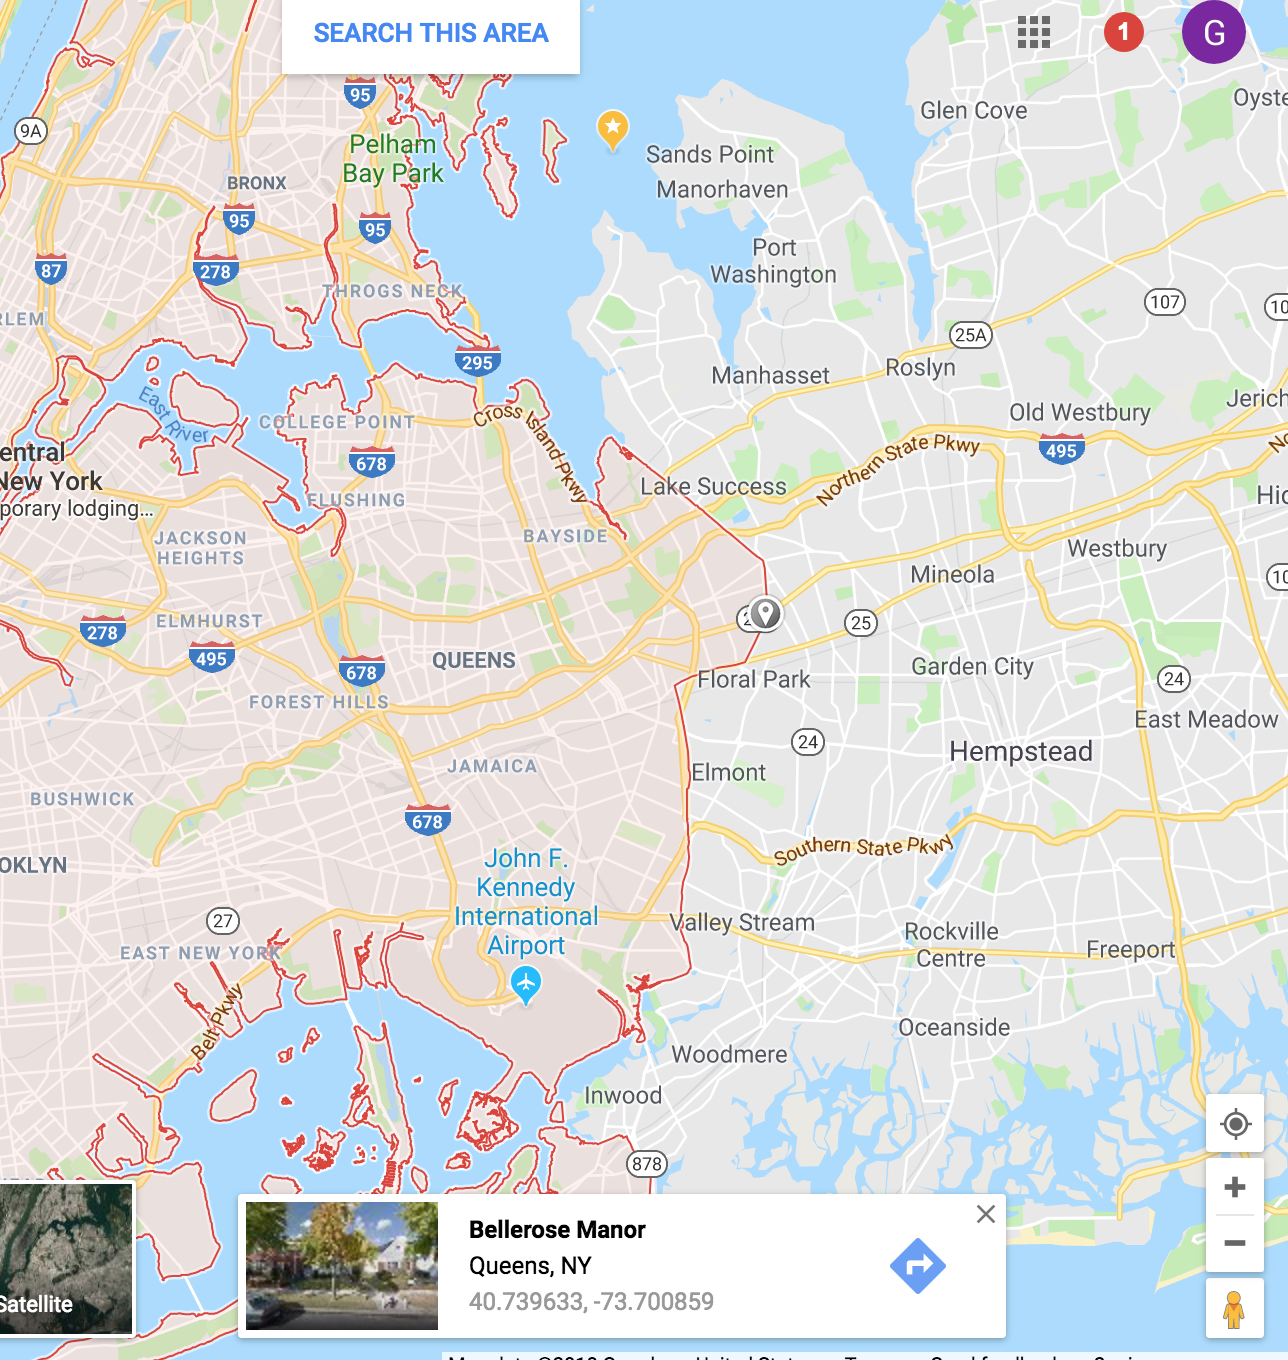 SEARCH THIS AREA
1
G
95
9A
Glen Cove
Oyste
Pelham
Bay Park
Sands Point
Manorhaven
BRONX
95
95
Port
Washington
87
278
THROGS NECK
107
10
RLEM
25A
295
Manhasset
Roslyn
East River
Cross Island Pkwy
COLLEGE POINT
Old Westbury
Jerich
Northern State Pkwy
495
No
entral
New York
porary lodging...
678
Lake Success
FLUSHING
Hic
JACKSON
HEIGHTS
BAYSIDE
Westbury
Mineola
10
2
25
278
ELMHURST
495
678
QUEENS
Floral Park
Garden City
24
FOREST HILLS
East Meadow
24
Hempstead
JAMAICA
Elmont
BUSHWICK
678
Southern State Pkwy
OKLYN
John F.
Kennedy
International
Airport
27
Valley Stream
Rockville
Centre
Freeport
EAST NEW YORK
Belt Pkwy
Oceanside
Woodmere
Inwood
878
Satellite
Bellerose Manor
Queens, NY
40.739633, -73.700859